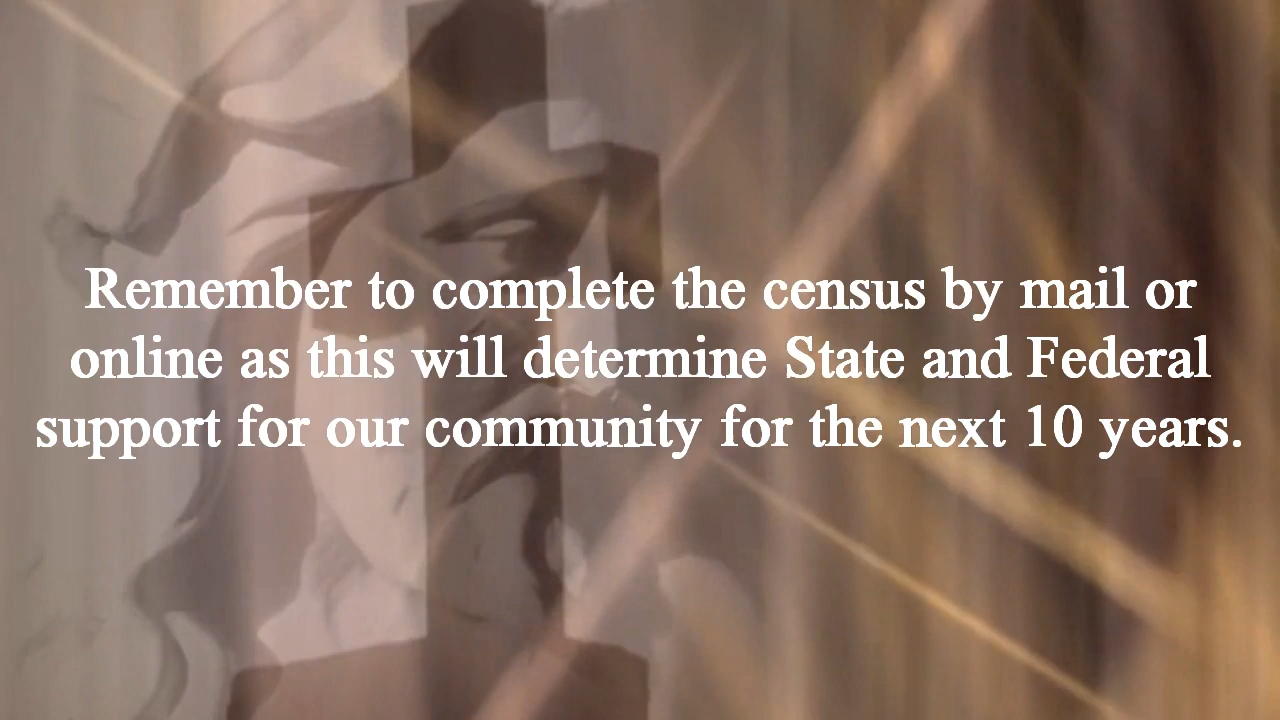 Remember to complete the census by mail or
online as this will determine State and Federal
support for our community for the next 10 years.